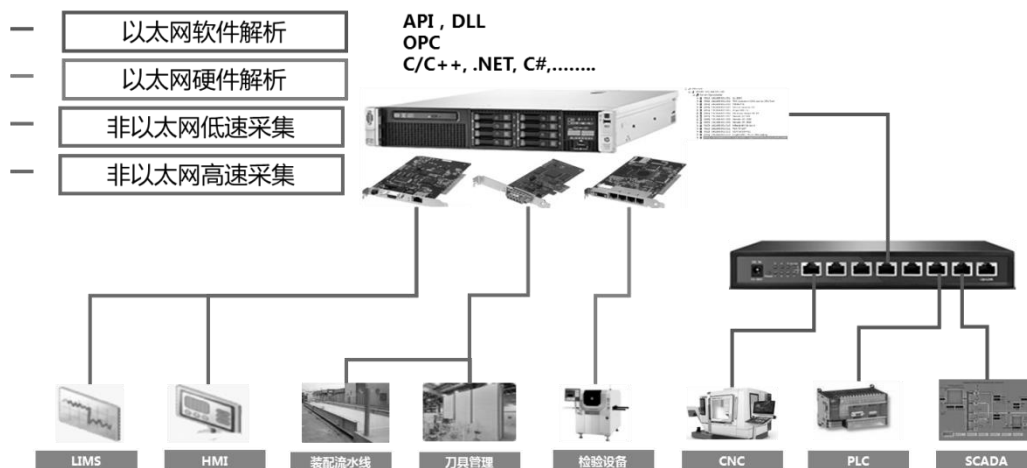 以太网软件解析
以太网硬件解析
非以太网低速采集
非以太网高速采集
API , DLL
OPC
C/C++, .NET, C#,........
LIMS
HMI
装配流水线
刀具管理
检验设备
CNC
PLC
SCADA